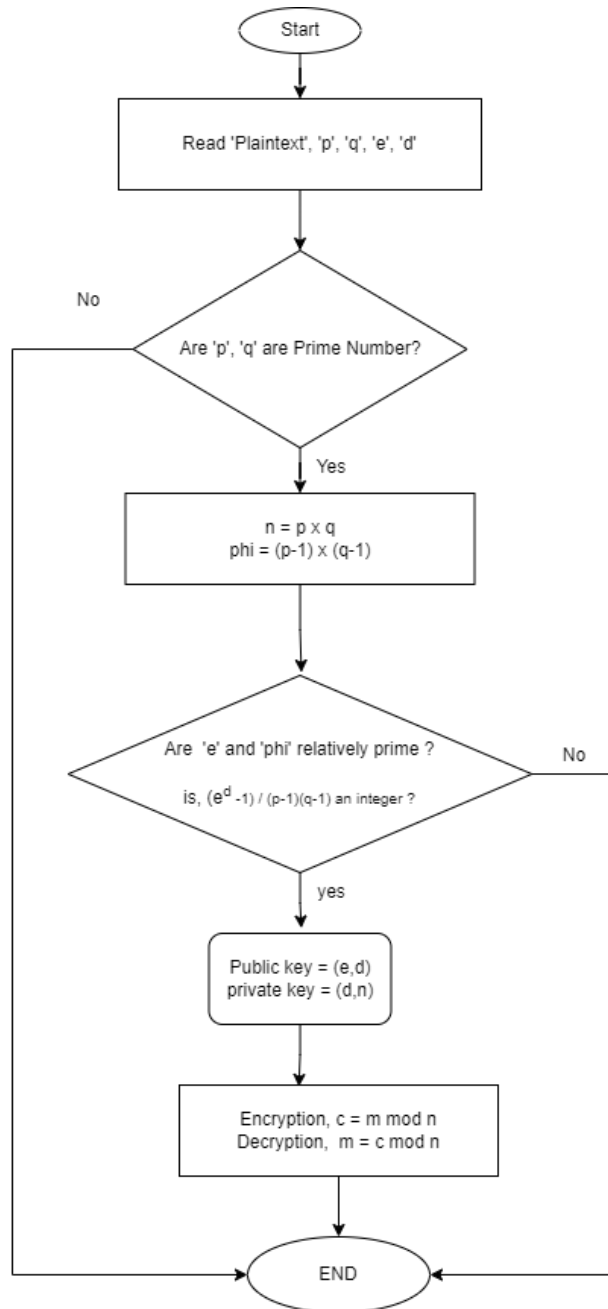 Start
Read 'Plaintext', 'p', 'q', 'e', 'd'
No
Are 'p', 'q' are Prime Number?
Yes
n = p x q
phi = (p-1) x (q-1)
Are 'e' and 'phi' relatively prime ?
No
is, (e^d -1) / (p-1)(q-1) an integer ?
yes
Public key = (e,d)
private key = (d,n)
Encryption, c = m mod n
Decryption, m = c mod n
END